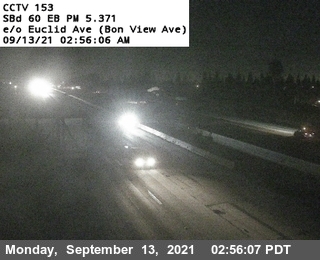 CCTV 153
SBd 60 EB PM 5.371
e/o Euclid Ave (Bon View Ave)
09/13/21 02:56:06 AM
Monday, September 13, 2021 02:56:07 PDT